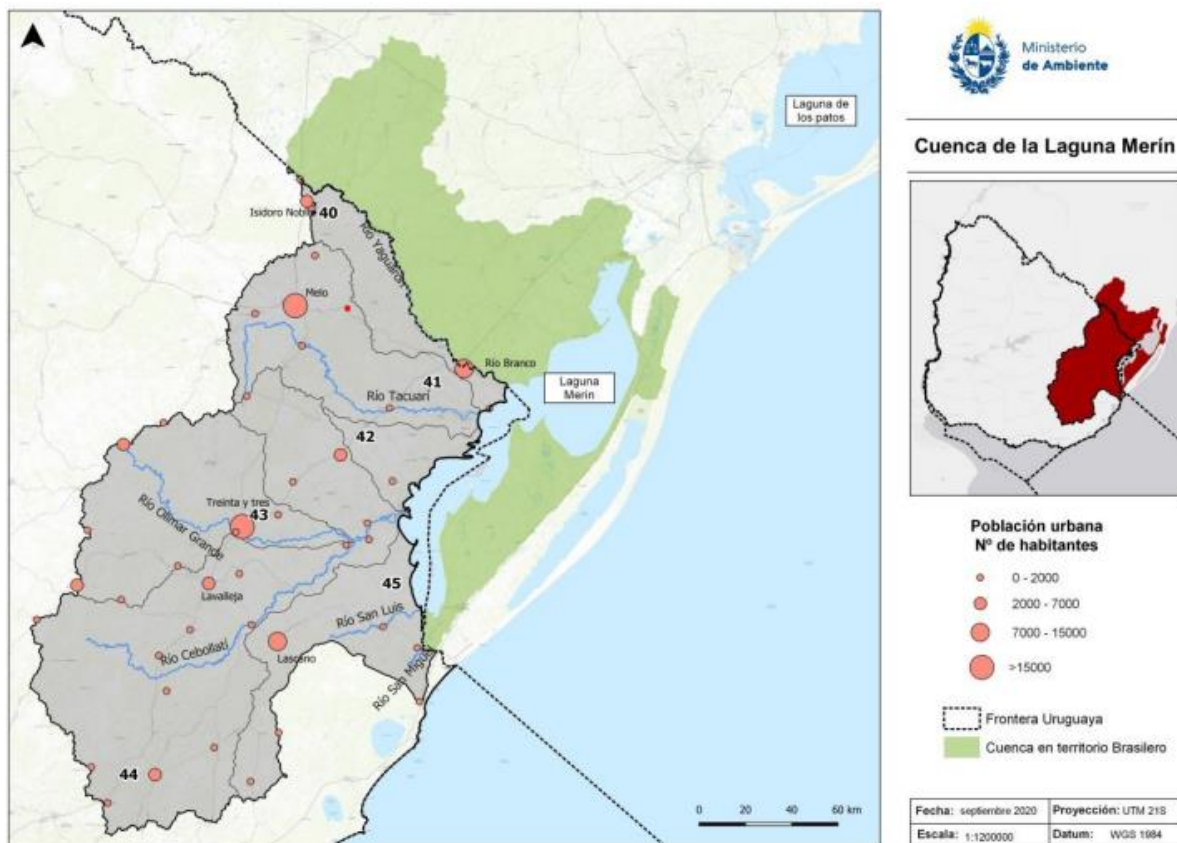 Laguna de
los patos
Isidoro Noblía
40
Río Yaguarón
Melo
Río Branco
41
Río Tacuarí
Laguna
Merin
42
Treinta y tres
43
Río Olimar Grande
45
Lavalleja
Río San Luis
Río Cebollatí
Lascano
Río San Miguel
44
0 20 40 60 km
Ministerio
de Ambiente
Cuenca de la Laguna Merín
Población urbana
Nº de habitantes
0 - 2000
2000 - 7000
7000 - 15000
>15000
Frontera Uruguaya
Cuenca en territorio Brasilero
Fecha: septiembre 2020 Proyección: UTM 21S
Escala: 1:1200000 Datum: WGS 1984